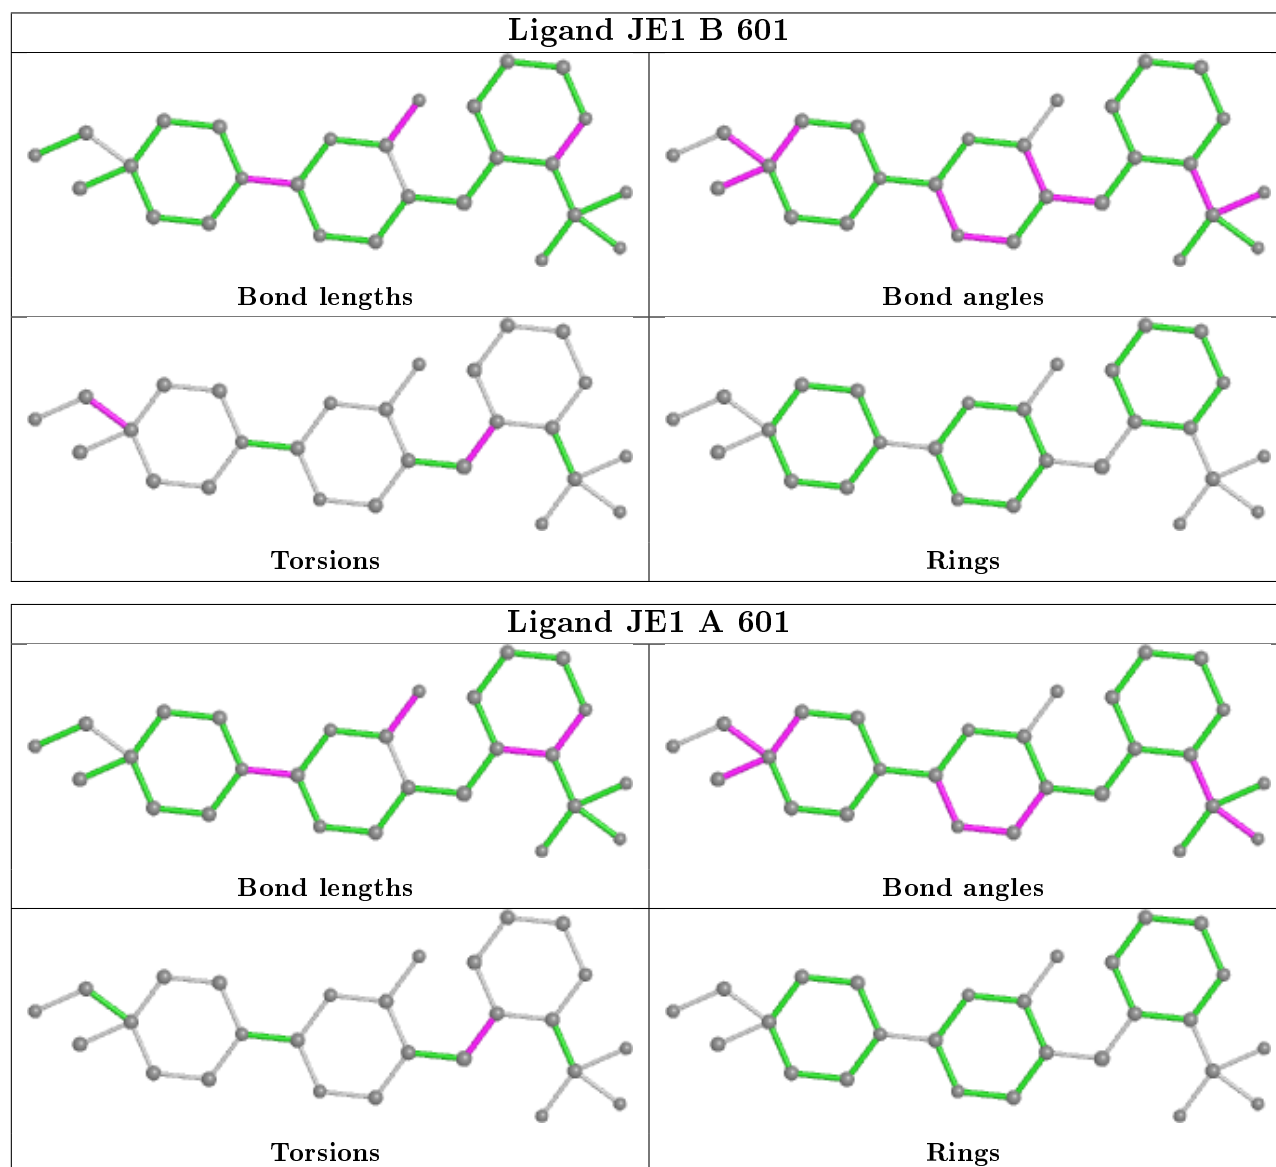 Ligand JE1 B 601
Bond lengths
Bond angles
Torsions
Rings
Ligand JE1 A 601
Bond lengths
Bond angles
Torsions
Rings